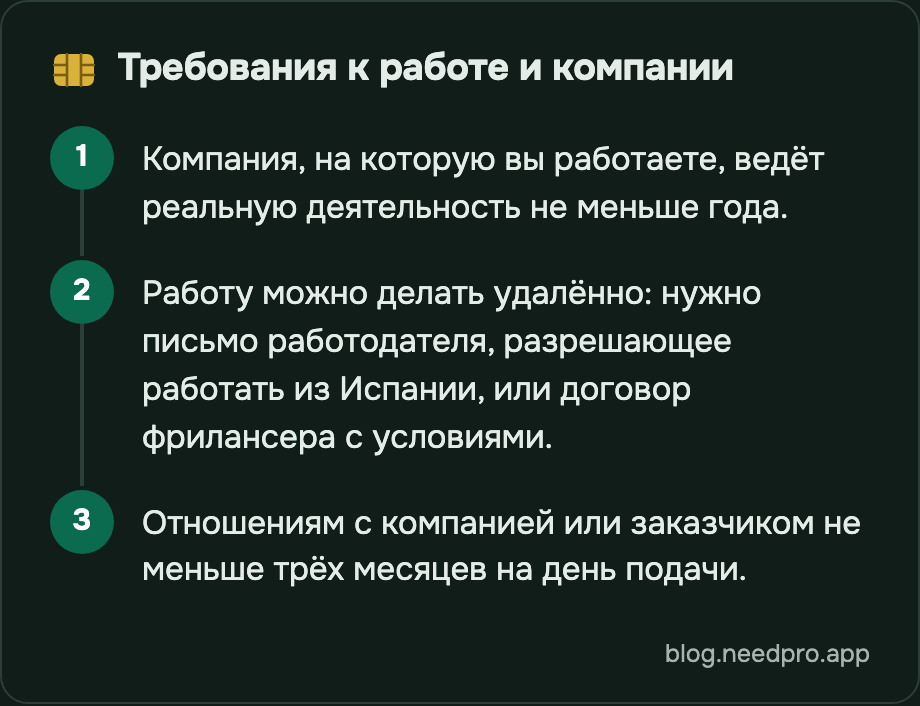 Требования к работе и компании
1
Компания, на которую вы работаете, ведёт
реальную деятельность не меньше года.
2
Работу можно делать удалённо: нужно
письмо работодателя, разрешающее
работать из Испании, или договор
фрилансера с условиями.
3
Отношениям с компанией или заказчиком не
меньше трёх месяцев на день подачи.
blog.needpro.app